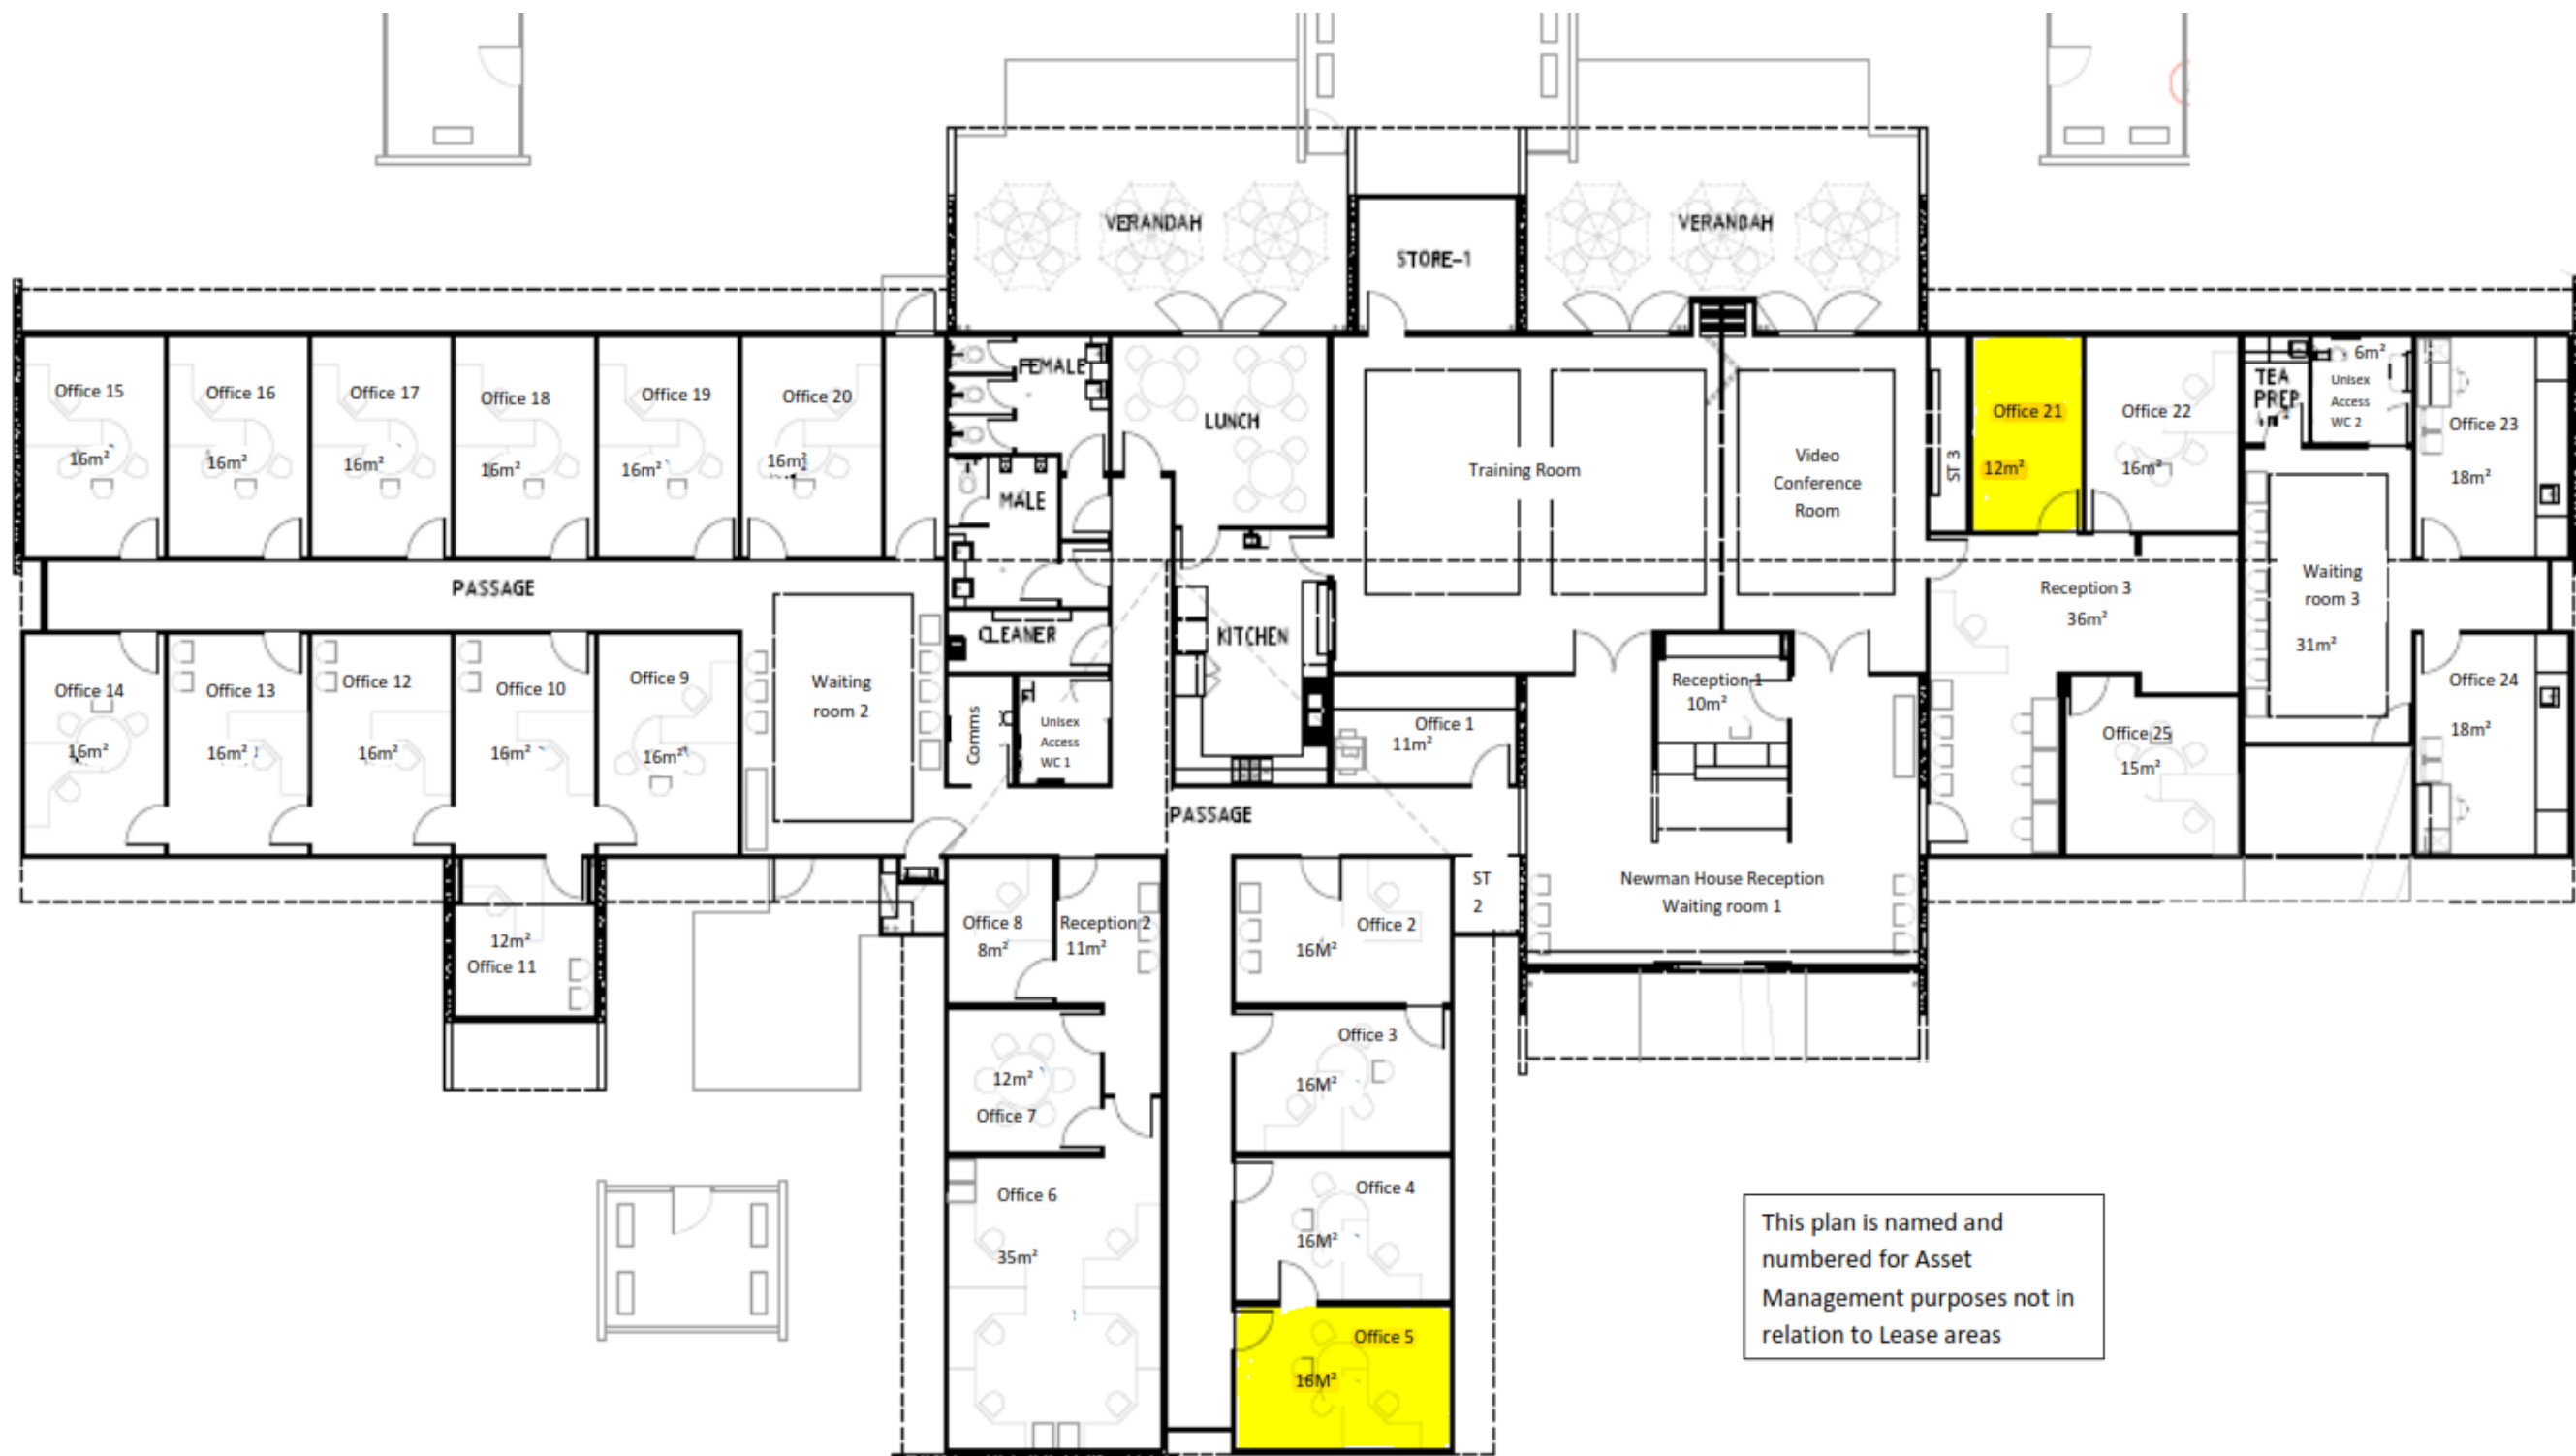 VERANDAH
VERANDAH
STORE-1
Office 15
16m²
Office 16
16m²
Office 17
16m²
Office 18
16m²
Office 19
16m²
Office 20
16m²
FEMALE
MALE
LUNCH
Training Room
Video
Conference
Room
ST 3
Office 21
12m²
Office 22
16m²
TEA
PREP
6m²
Unisex
Access
WC 2
Office 23
18m²
PASSAGE
CLEANER
KITCHEN
Reception 3
36m²
Waiting
room 3
31m²
Office 14
16m²
Office 13
16m²
Office 12
16m²
Office 10
16m²
Office 9
16m²
Waiting
room 2
Comms
Unisex
Access
WC 1
Office 1
11m²
Reception 1
10m²
Office 25
15m²
Office 24
18m²
PASSAGE
12m²
Office 11
Office 8
8m²
Reception 2
11m²
Office 2
16M²
ST
2
Newman House Reception
Waiting room 1
12m²
Office 7
Office 3
16M²
Office 6
35m²
Office 4
16M²
Office 5
16M²
This plan is named and
numbered for Asset
Management purposes not in
relation to Lease areas